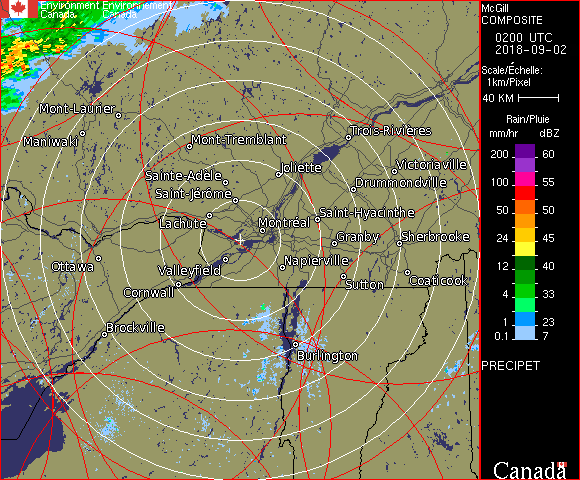 Environment Environnement
Canada Canada
McGill
COMPOSITE
0200 UTC
2018-09-02
Scale/Échelle:
1km/Pixel
40 KM
Rain/Pluie
mm/hr dBZ
200 60
55
100 55
50 50
24 45
12 40
4 33
1 23
0.1 7
PRECIPET
Canada
Mont-Laurier
Maniwaki
Mont-Tremblant
Trois-Rivières
Sainte-Adèle
Joliette
Victoriaville
Saint-Jérôme
Drummondville
Lachute
Montréal
Saint-Hyacinthe
Granby
Sherbrooke
Ottawa
Valleyfield
Napierville
Cornwall
Sutton
Coaticook
Brockville
Burlington